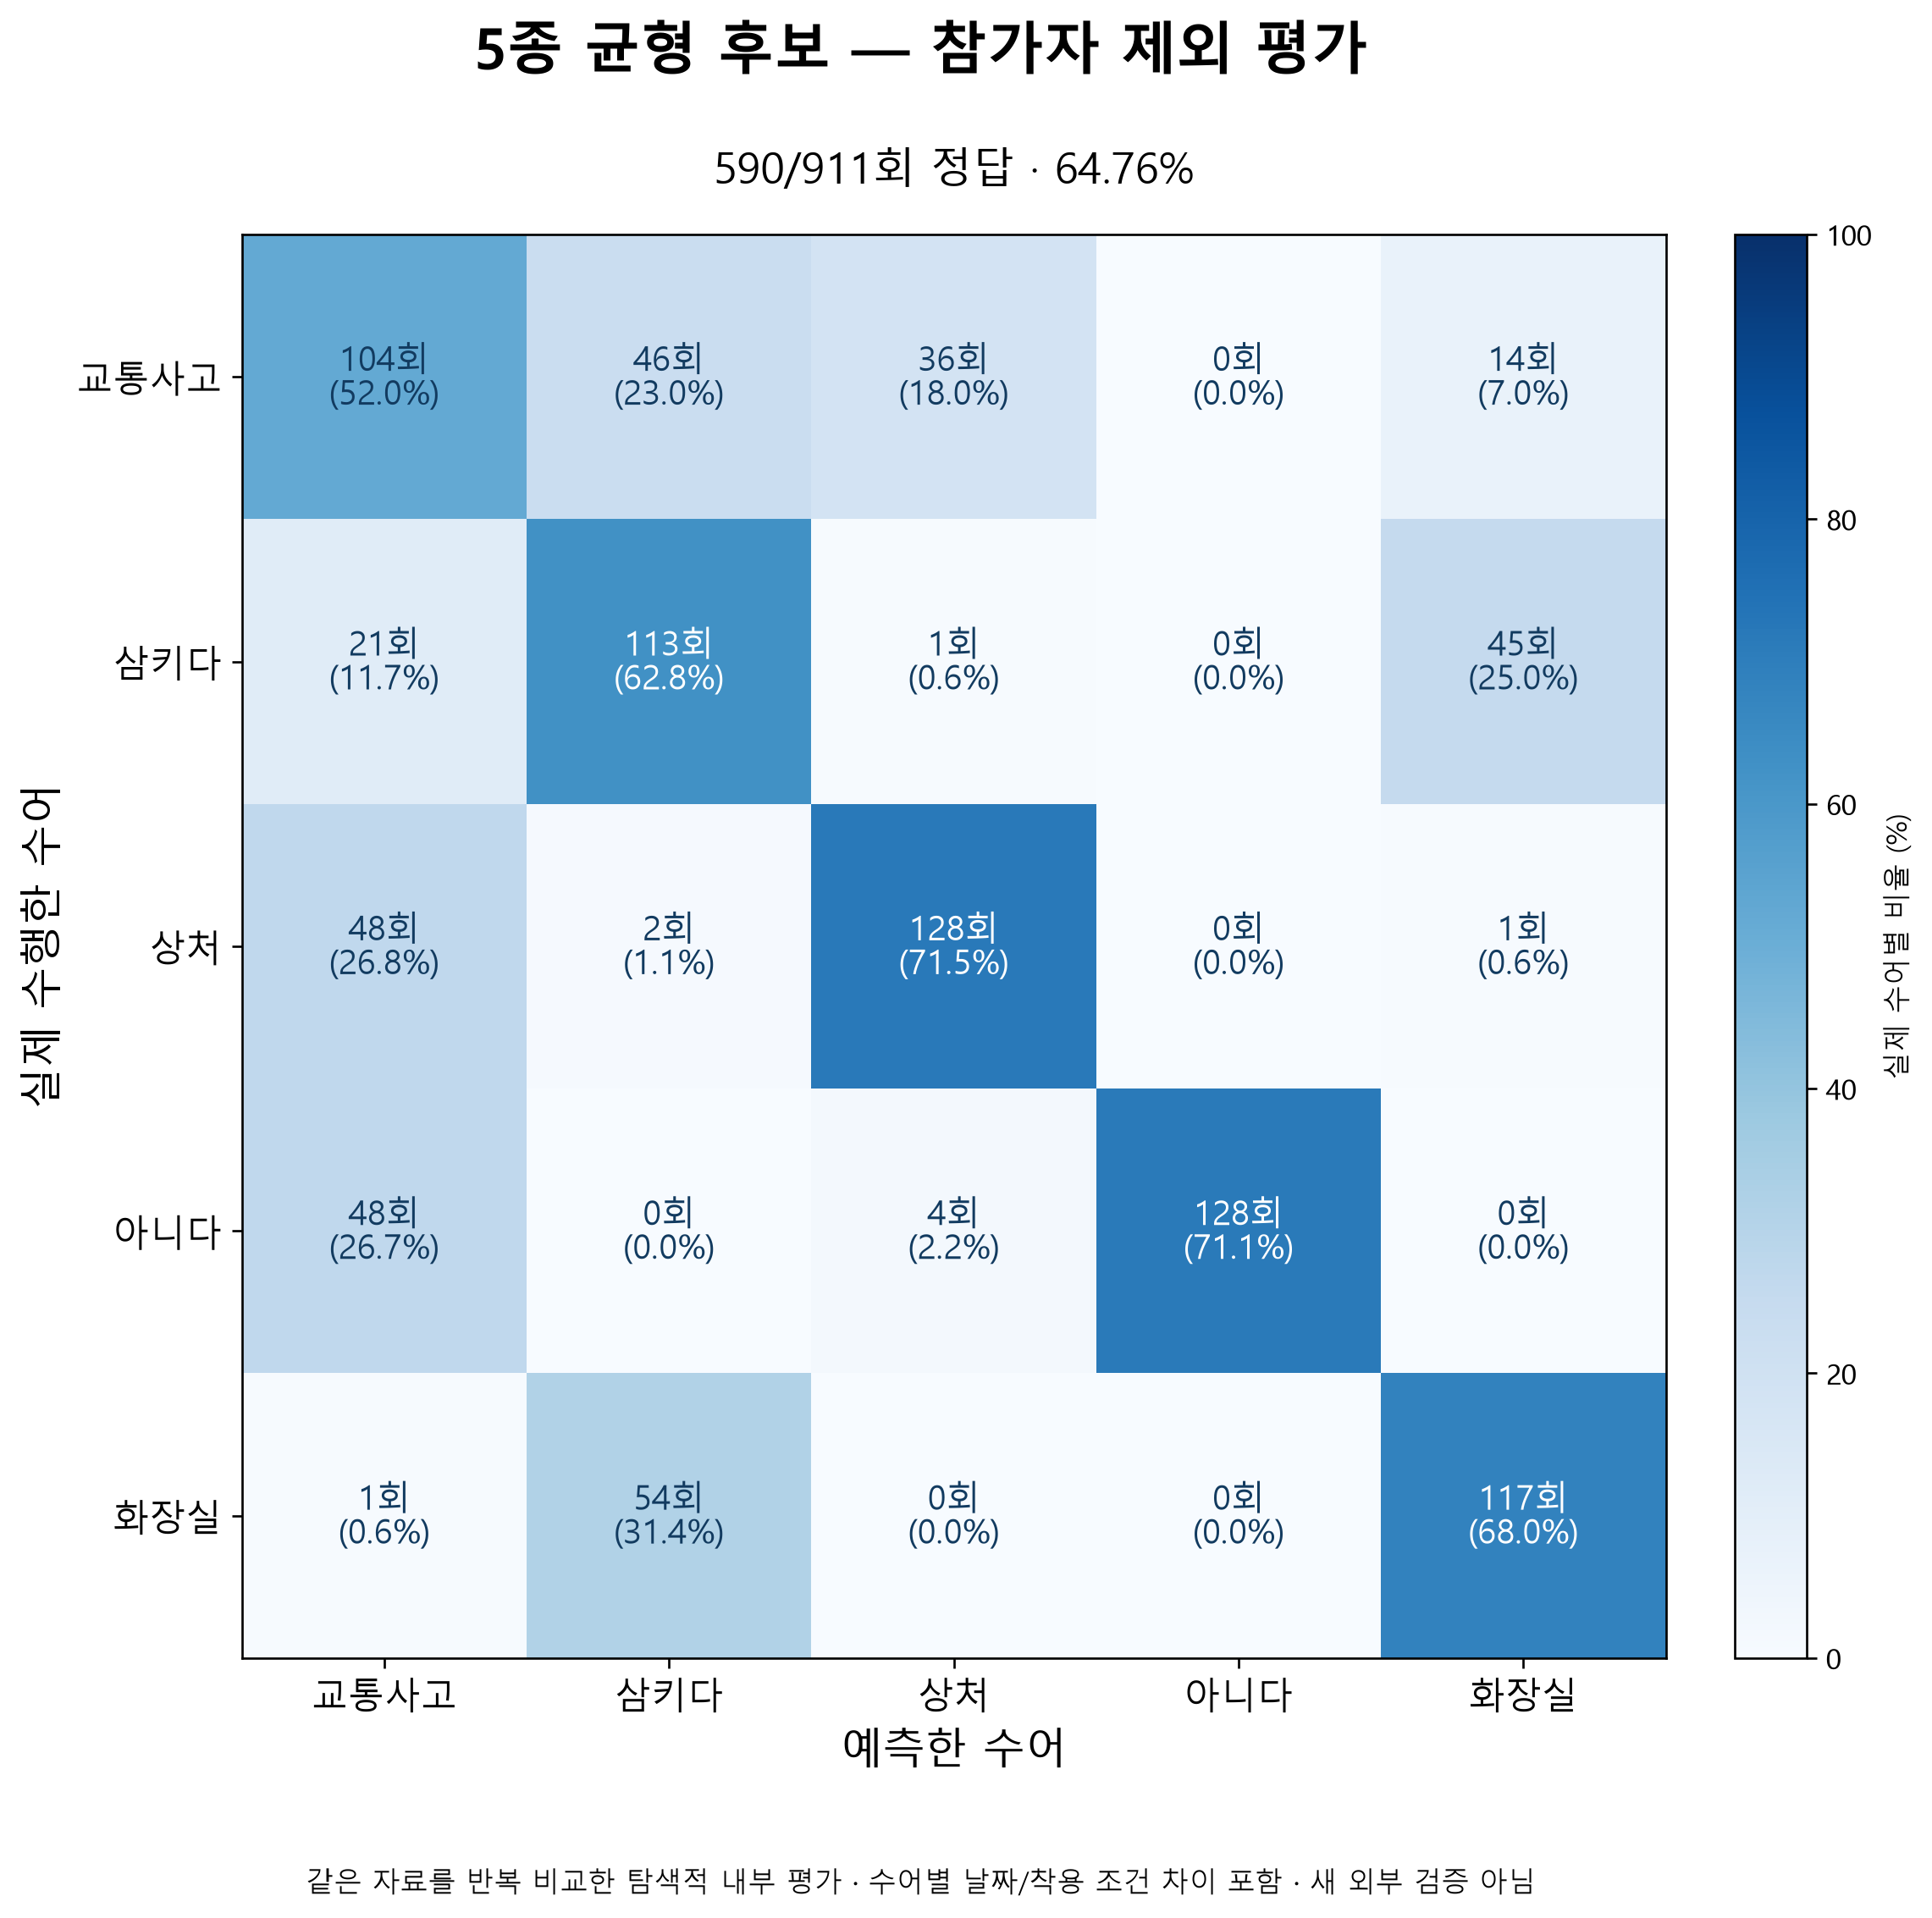 5종 균형 후보 — 참가자 제외 평가
590/911회 정답 · 64.76%
실제 수행한 수어
교통사고
104회
(52.0%)
46회
(23.0%)
36회
(18.0%)
0회
(0.0%)
14회
(7.0%)
삼키다
21회
(11.7%)
113회
(62.8%)
1회
(0.6%)
0회
(0.0%)
45회
(25.0%)
상처
48회
(26.8%)
2회
(1.1%)
128회
(71.5%)
0회
(0.0%)
1회
(0.6%)
아니다
48회
(26.7%)
0회
(0.0%)
4회
(2.2%)
128회
(71.1%)
0회
(0.0%)
화장실
1회
(0.6%)
54회
(31.4%)
0회
(0.0%)
0회
(0.0%)
117회
(68.0%)
교통사고
삼키다
상처
아니다
화장실
예측한 수어
100
80
60
40
20
0
실제 수어별 비율 (%)
같은 자료를 반복 비교한 탐색적 내부 평가 · 수어별 날짜/착용 조건 차이 포함 · 새 외부 검증 아님